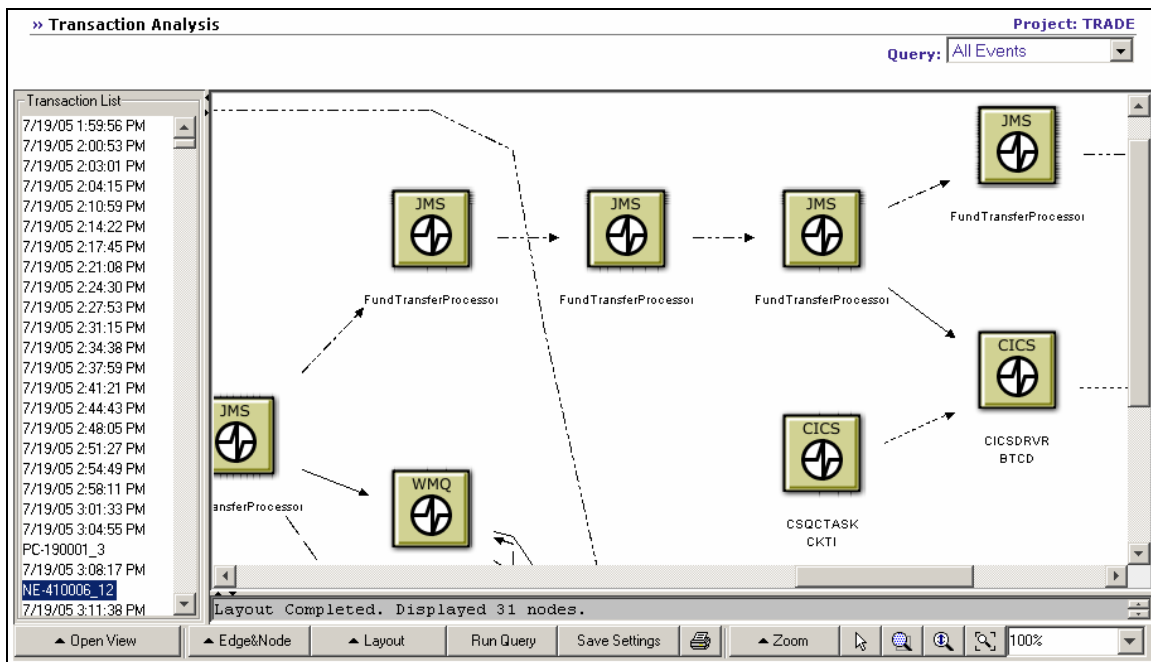 » Transaction Analysis
Project: TRADE
Query: All Events
Transaction List
7/19/05 1:59:56 PM
7/19/05 2:00:53 PM
7/19/05 2:03:01 PM
7/19/05 2:04:15 PM
7/19/05 2:10:59 PM
7/19/05 2:14:22 PM
7/19/05 2:17:45 PM
7/19/05 2:21:08 PM
7/19/05 2:24:30 PM
7/19/05 2:27:53 PM
7/19/05 2:31:15 PM
7/19/05 2:34:38 PM
7/19/05 2:37:59 PM
7/19/05 2:41:21 PM
7/19/05 2:44:43 PM
7/19/05 2:48:05 PM
7/19/05 2:51:27 PM
7/19/05 2:54:49 PM
7/19/05 2:58:11 PM
7/19/05 3:01:33 PM
7/19/05 3:04:55 PM
PC-190001_3
7/19/05 3:08:17 PM
NE-410006_12
7/19/05 3:11:38 PM
JMS
FundTransferProcessor
JMS
FundTransferProcessor
JMS
FundTransferProcessor
JMS
FundTransferProcessor
JMS
ansferProcessor
WMQ
CICS
CSQCTASK
CKTI
CICS
CICSDRVR
BTCD
Layout Completed. Displayed 31 nodes.
Open View
Edge&Node
Layout
Run Query
Save Settings
Zoom
100%